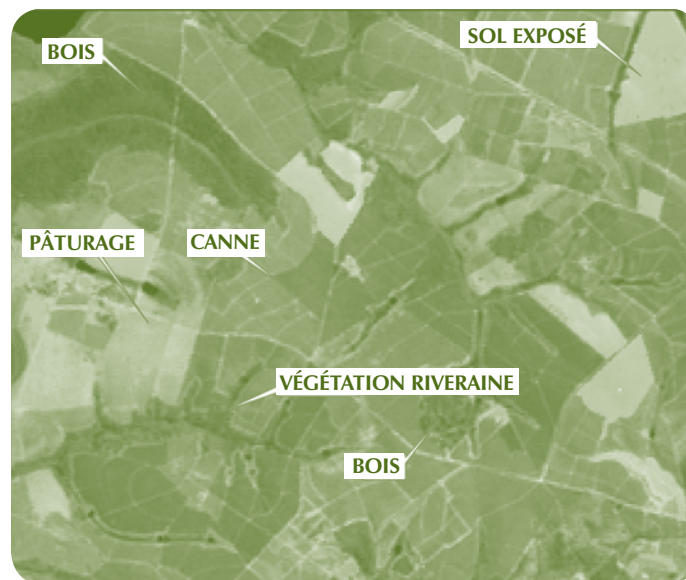 SOL EXPOSÉ
BOIS
PÂTURAGE
CANNE
VÉGÉTATION RIVERAINE
BOIS